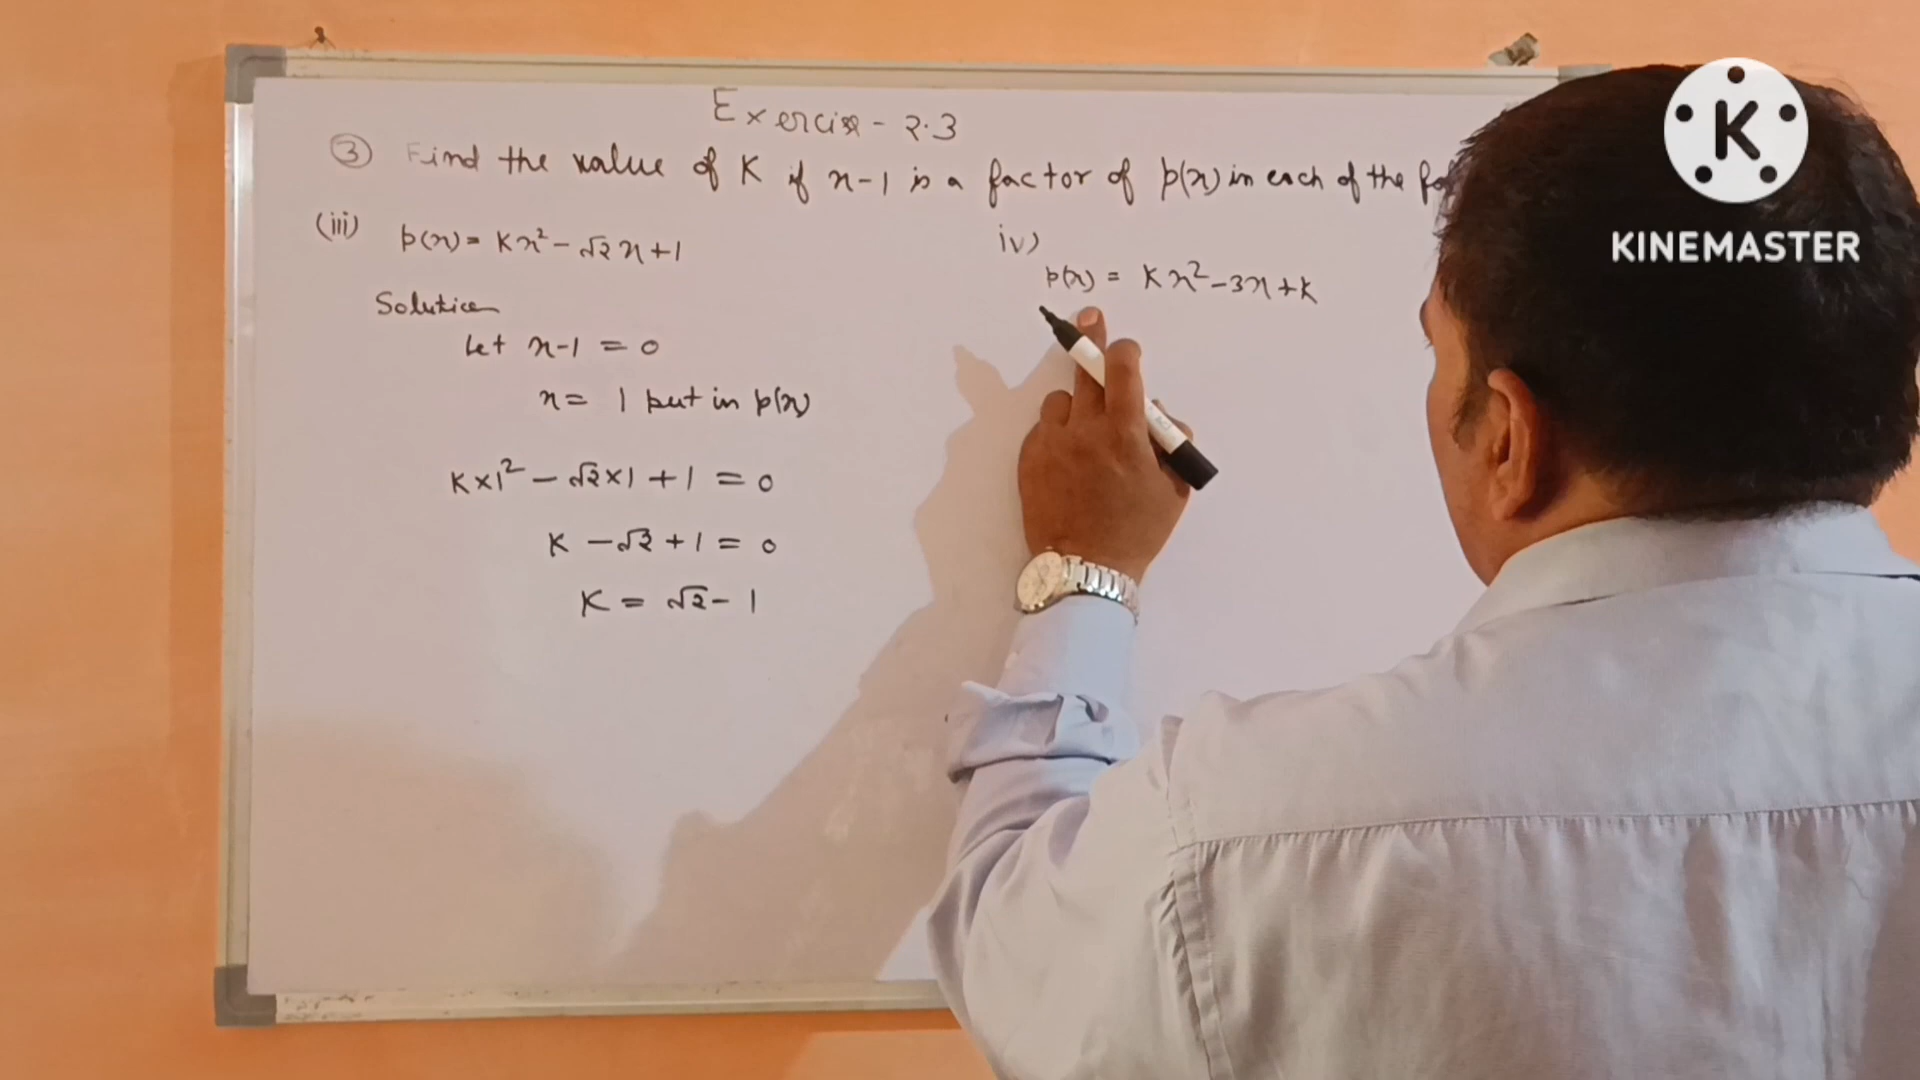 Exercise - 2.3
③ Find the value of K if x-1 is a factor of p(x) in each of the
(iii) p(x) = Kx² - √2 x + 1
Solution
Let x-1 = 0
x = 1 put in p(x)
K×1² - √2×1 + 1 = 0
K - √2 + 1 = 0
K = √2 - 1
iv)
p(x) = Kx² - 3x + K
K
KINEMASTER